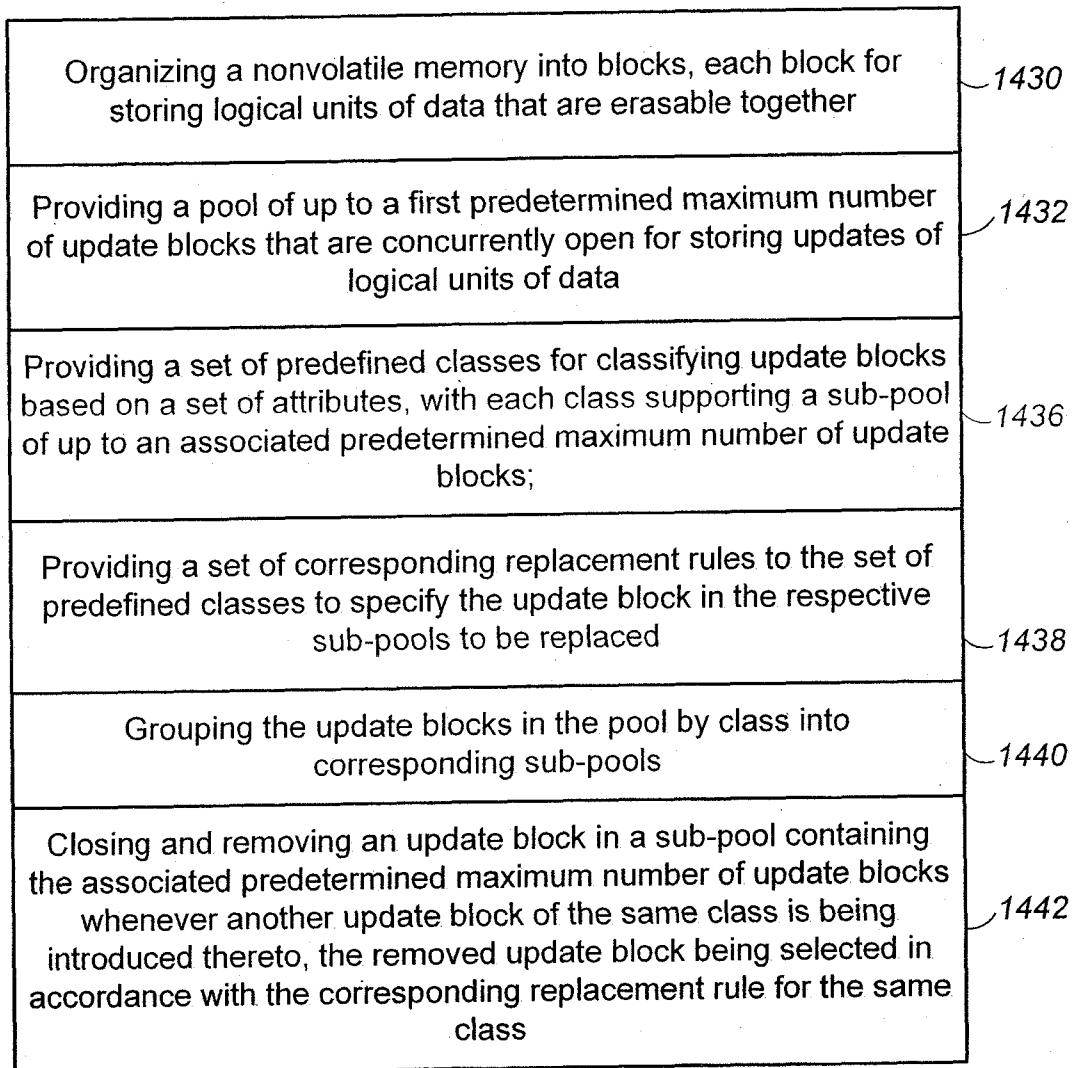 Organizing a nonvolatile memory into blocks, each block for
storing logical units of data that are erasable together
1430
Providing a pool of up to a first predetermined maximum number
of update blocks that are concurrently open for storing updates of
logical units of data
1432
Providing a set of predefined classes for classifying update blocks
based on a set of attributes, with each class supporting a sub-pool
of up to an associated predetermined maximum number of update
blocks;
1436
Providing a set of corresponding replacement rules to the set of
predefined classes to specify the update block in the respective
sub-pools to be replaced
1438
Grouping the update blocks in the pool by class into
corresponding sub-pools
1440
Closing and removing an update block in a sub-pool containing
the associated predetermined maximum number of update blocks
whenever another update block of the same class is being
introduced thereto, the removed update block being selected in
accordance with the corresponding replacement rule for the same
class
1442